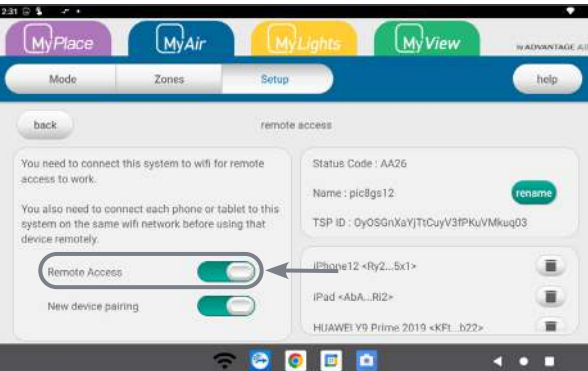 2:31
MyPlace
MyAir
MyLights
MyView
by ADVANTAGE AIR
Mode
Zones
Setup
help
back
remote access
You need to connect this system to wifi for remote
access to work.
You also need to connect each phone or tablet to this
system on the same wifi network before using that
device remotely.
Remote Access
New device pairing
Status Code : AA26
Name : pic8gs12
rename
TSP ID : OyOSGnXaYjTtCuyV3fPKuVMkuq03
iPhone12 <Ry2...5x1>
iPad <AbA...Ri2>
HUAWEI Y9 Prime 2019 <KFt...b22>